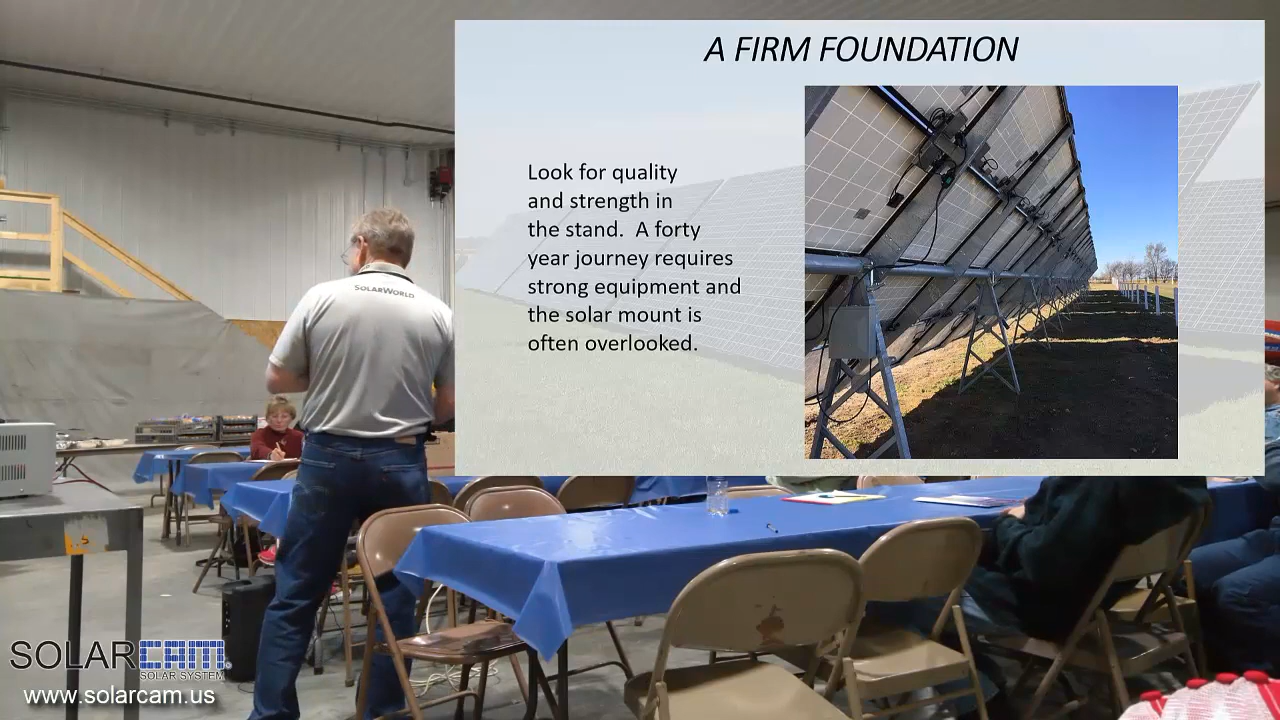 A FIRM FOUNDATION
Look for quality
and strength in
the stand.  A forty
year journey requires
strong equipment and
the solar mount is
often overlooked.
SOLARWORLD
SOLARCAM
SOLAR SYSTEM
www.solarcam.us